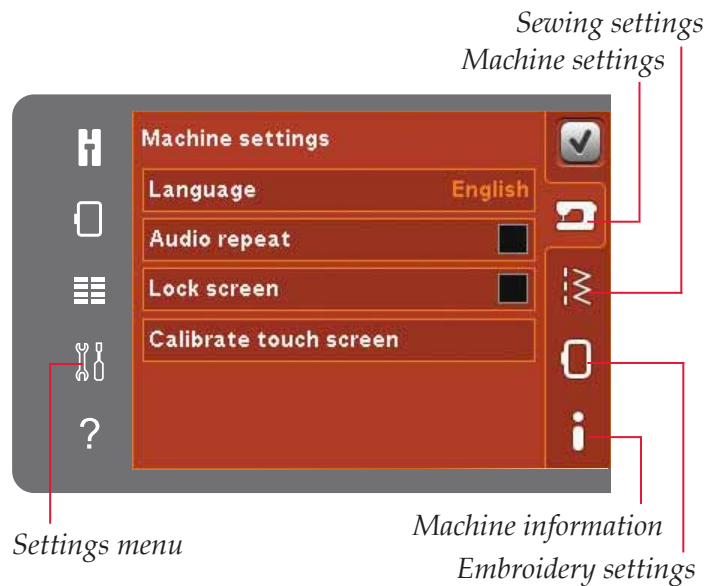 Sewing settings
Machine settings
Machine settings
Language English
Audio repeat
Lock screen
Calibrate touch screen
?
i
Settings menu
Machine information
Embroidery settings